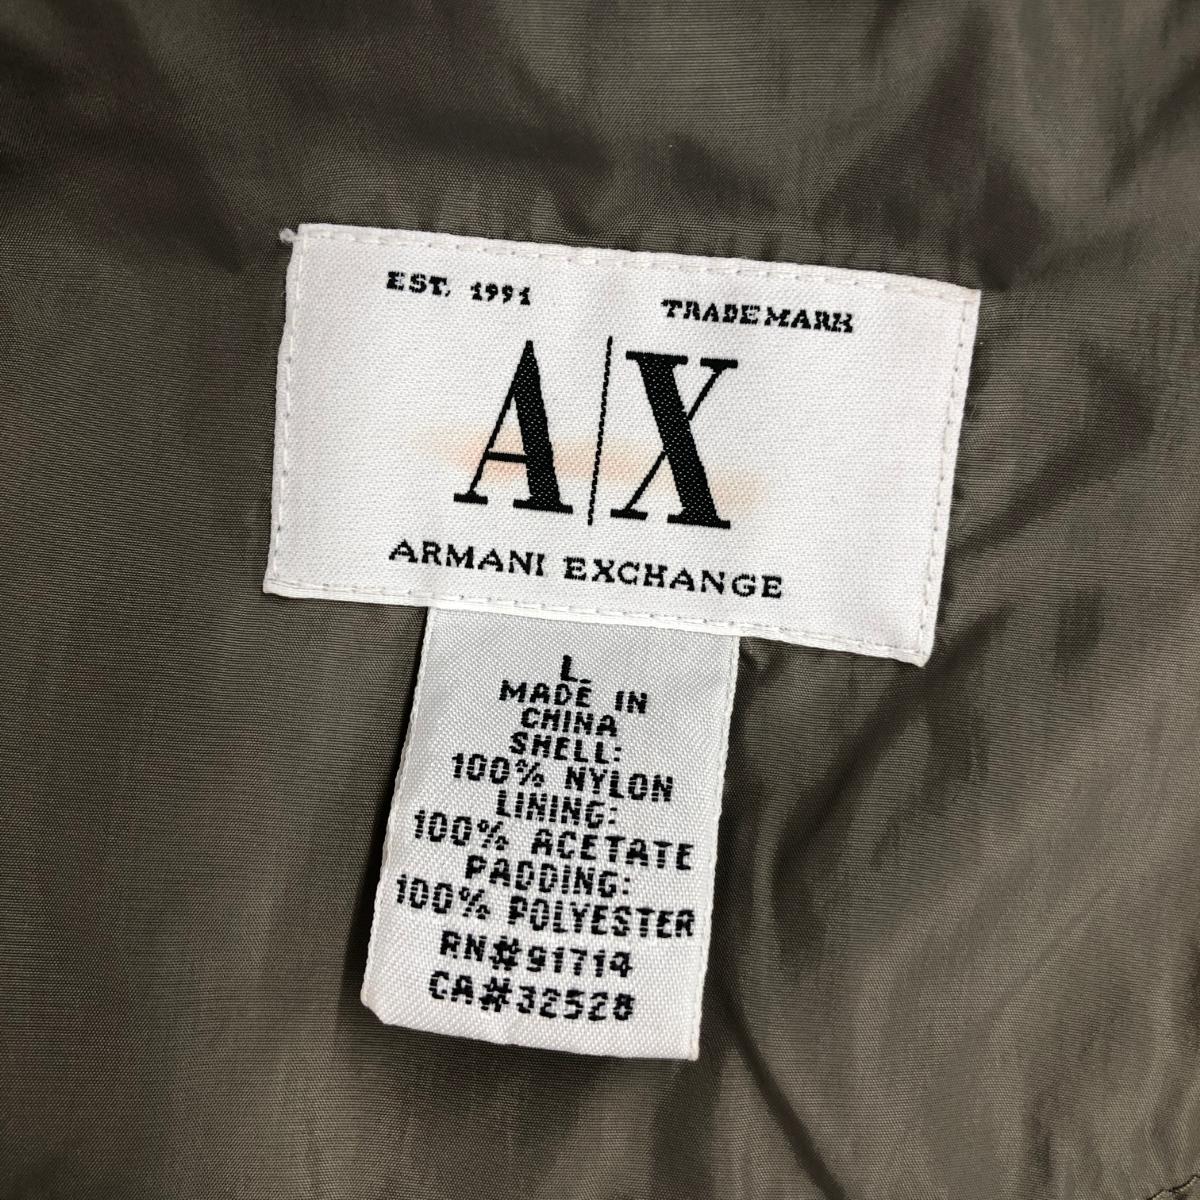 EST. 1991 TRADEMARK
A|X
ARMANI EXCHANGE
L.
MADE IN
CHINA
SHELL:
100% NYLON
LINING:
100% ACETATE
PADDING:
100% POLYESTER
RN#91714
CA#32528